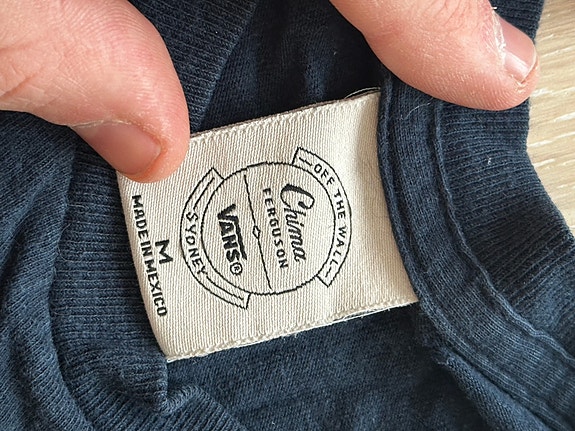 OFF THE WALL
Chima
FERGUSON
VANS®
SYDNEY
M
MADE IN MEXICO